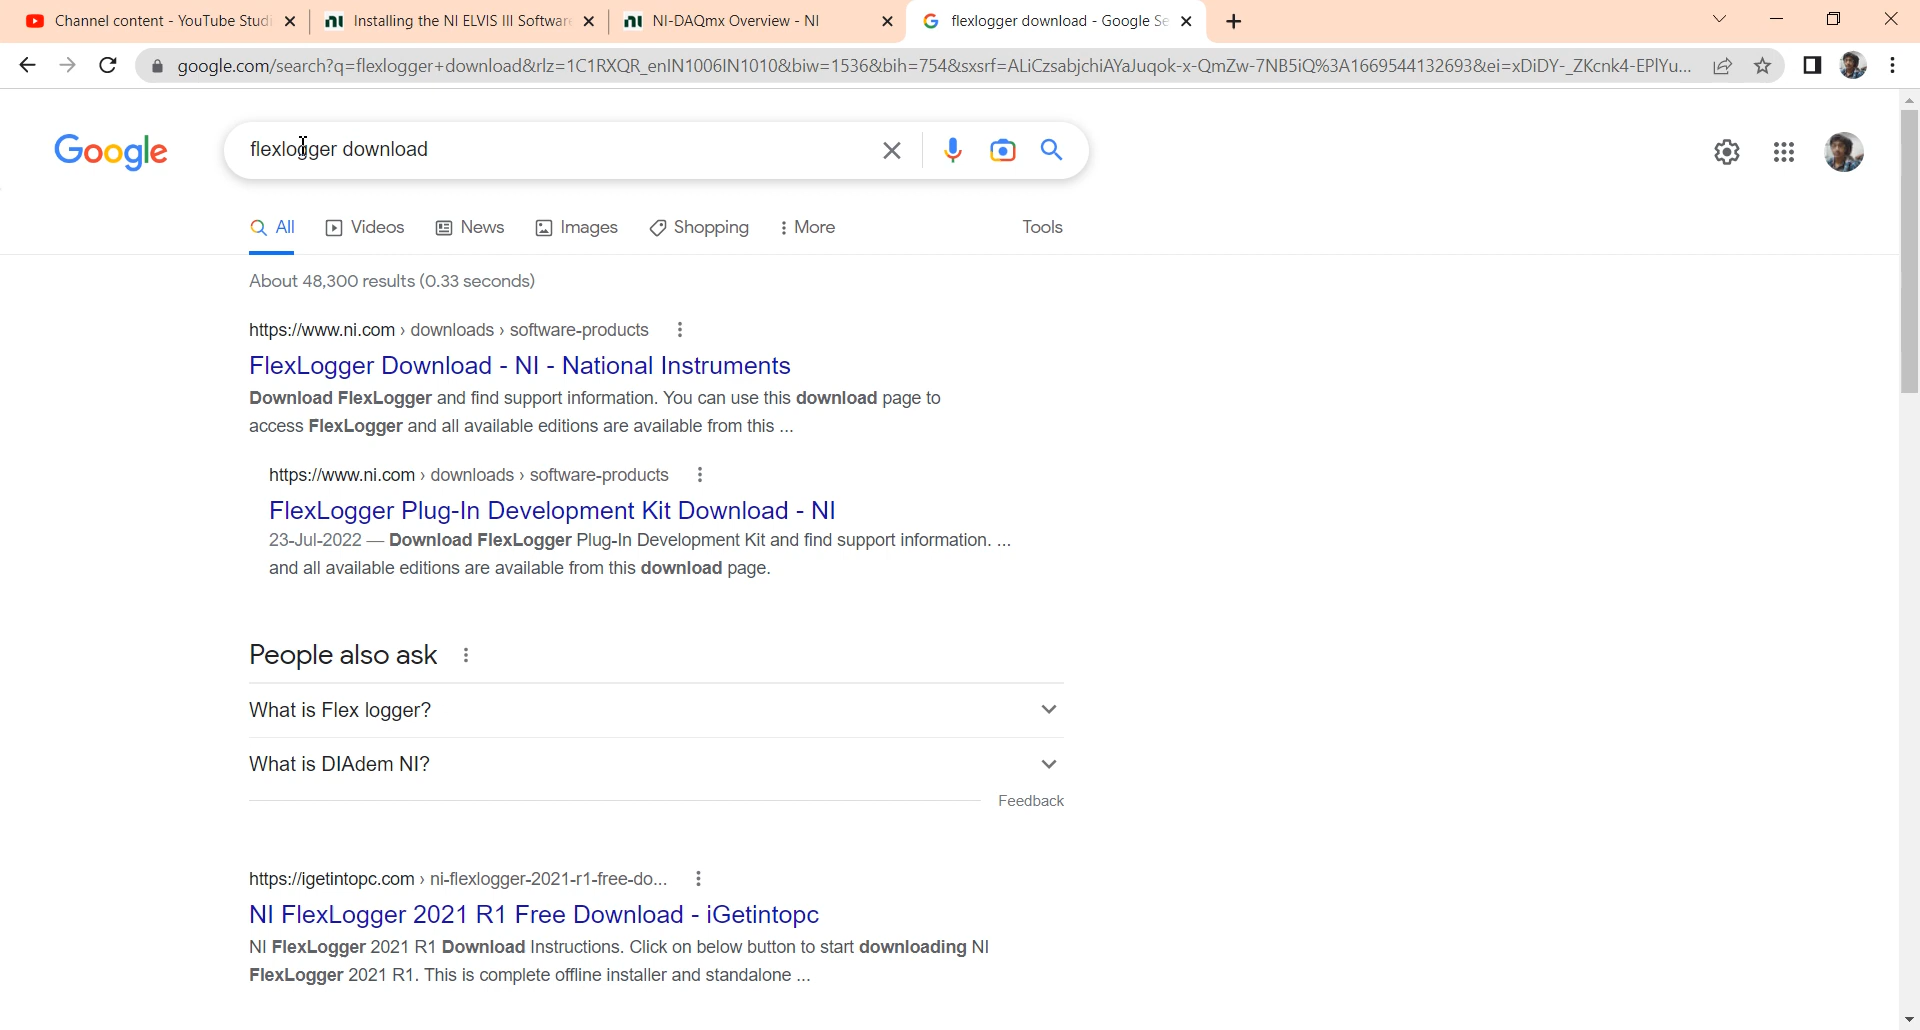 Channel content - YouTube Studi
Installing the NI ELVIS III Softwar
NI-DAQmx Overview - NI
flexlogger download - Google Se
google.com/search?q=flexlogger+download&rlz=1C1RXQR_enIN1006IN1010&biw=1536&bih=754&sxsrf=ALiCzsabjchiAYaJuqok-x-QmZw-7NB5iQ%3A1669544132693&ei=xDiDY-_ZKcnk4-EPlYu...
Google
flexlogger download
All
Videos
News
Images
Shopping
More
Tools
About 48,300 results (0.33 seconds)
https://www.ni.com › downloads › software-products
FlexLogger Download - NI - National Instruments
Download FlexLogger and find support information. You can use this download page to
access FlexLogger and all available editions are available from this ...
https://www.ni.com › downloads › software-products
FlexLogger Plug-In Development Kit Download - NI
23-Jul-2022 — Download FlexLogger Plug-In Development Kit and find support information. ...
and all available editions are available from this download page.
People also ask
What is Flex logger?
What is DIAdem NI?
Feedback
https://igetintopc.com › ni-flexlogger-2021-r1-free-do...
NI FlexLogger 2021 R1 Free Download - iGetintopc
NI FlexLogger 2021 R1 Download Instructions. Click on below button to start downloading NI
FlexLogger 2021 R1. This is complete offline installer and standalone ...